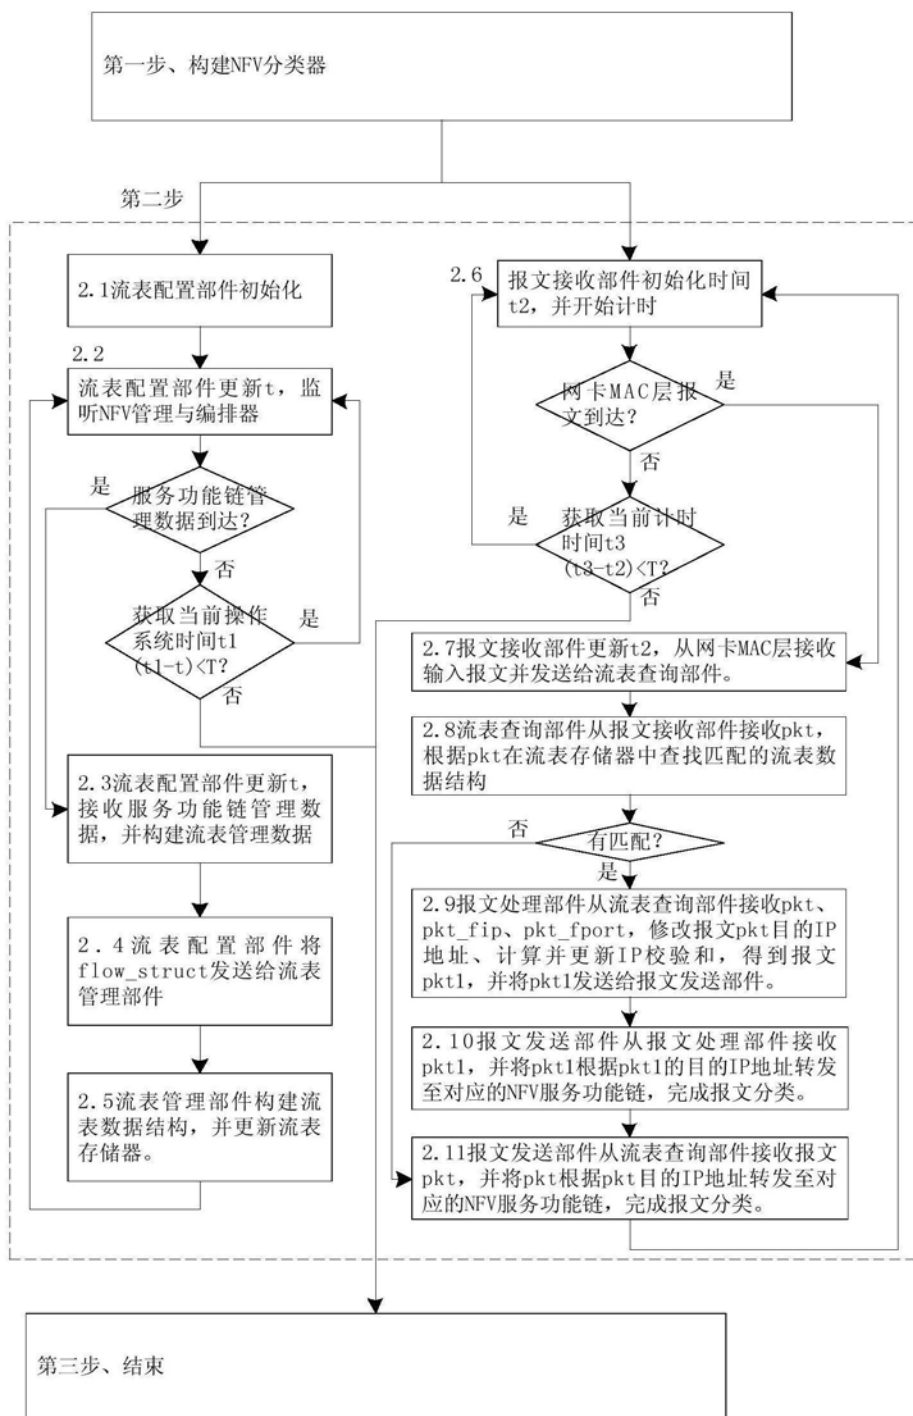 第一步、构建NFV分类器
第二步
2.1流表配置部件初始化
2.2
流表配置部件更新t，监
听NFV管理与编排器
是
服务功能链管
理数据到达？
否
获取当前操作
系统时间t1
(t1-t)<T?
是
否
2.3流表配置部件更新t，
接收服务功能链管理数
据，并构建流表管理数据
2.4流表配置部件将
flow_struct发送给流表
管理部件
2.5流表管理部件构建流
表数据结构，并更新流表
存储器。
2.6
报文接收部件初始化时间
t2，并开始计时
网卡MAC层报
文到达？
是
否
是
获取当前计时
时间t3
(t3-t2)<T?
否
2.7报文接收部件更新t2，从网卡MAC层接收
输入报文并发送给流表查询部件。
2.8流表查询部件从报文接收部件接收pkt，
根据pkt在流表存储器中查找匹配的流表数
据结构
否
有匹配？
是
2.9报文处理部件从流表查询部件接收pkt、
pkt_fip、pkt_fport，修改报文pkt目的IP
地址、计算并更新IP校验和，得到报文
pkt1，并将pkt1发送给报文发送部件。
2.10报文发送部件从报文处理部件接收
pkt1，并将pkt1根据pkt1的目的IP地址转发
至对应的NFV服务功能链，完成报文分类。
2.11报文发送部件从流表查询部件接收报文
pkt，并将pkt根据pkt目的IP地址转发至对
应的NFV服务功能链，完成报文分类。
第三步、结束